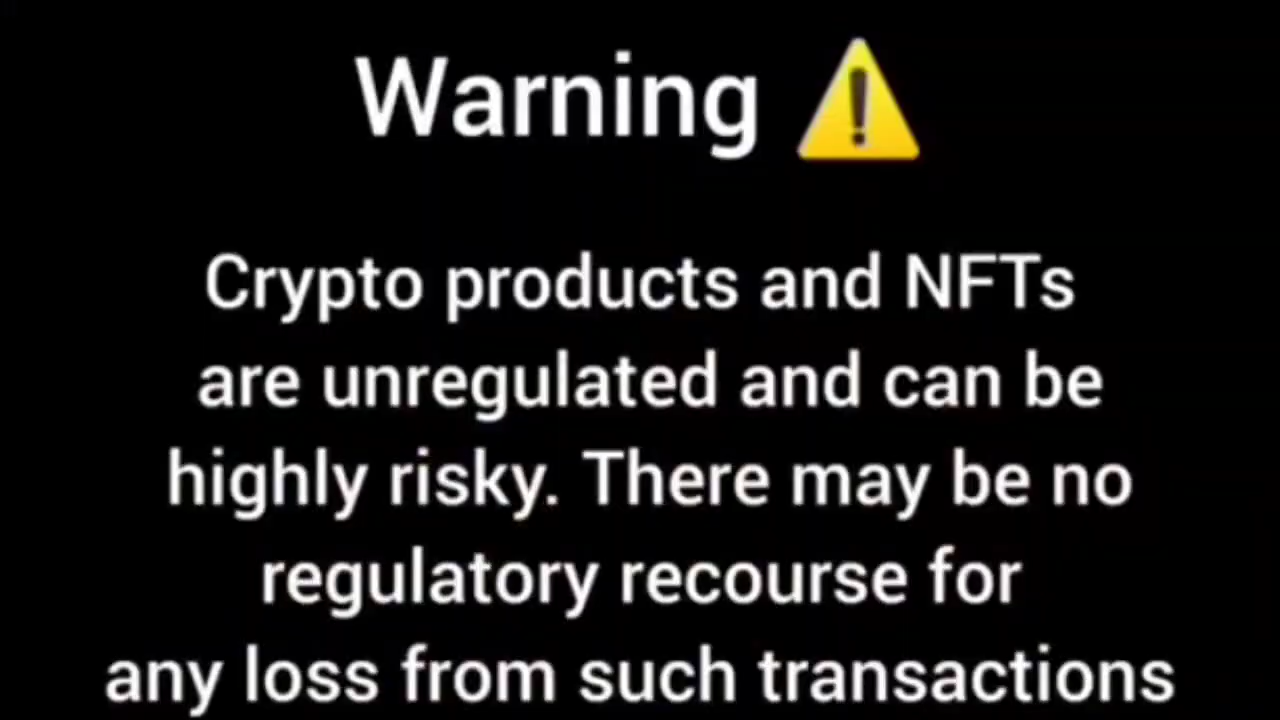 Warning ⚠️
Crypto products and NFTs
are unregulated and can be
highly risky. There may be no
regulatory recourse for
any loss from such transactions